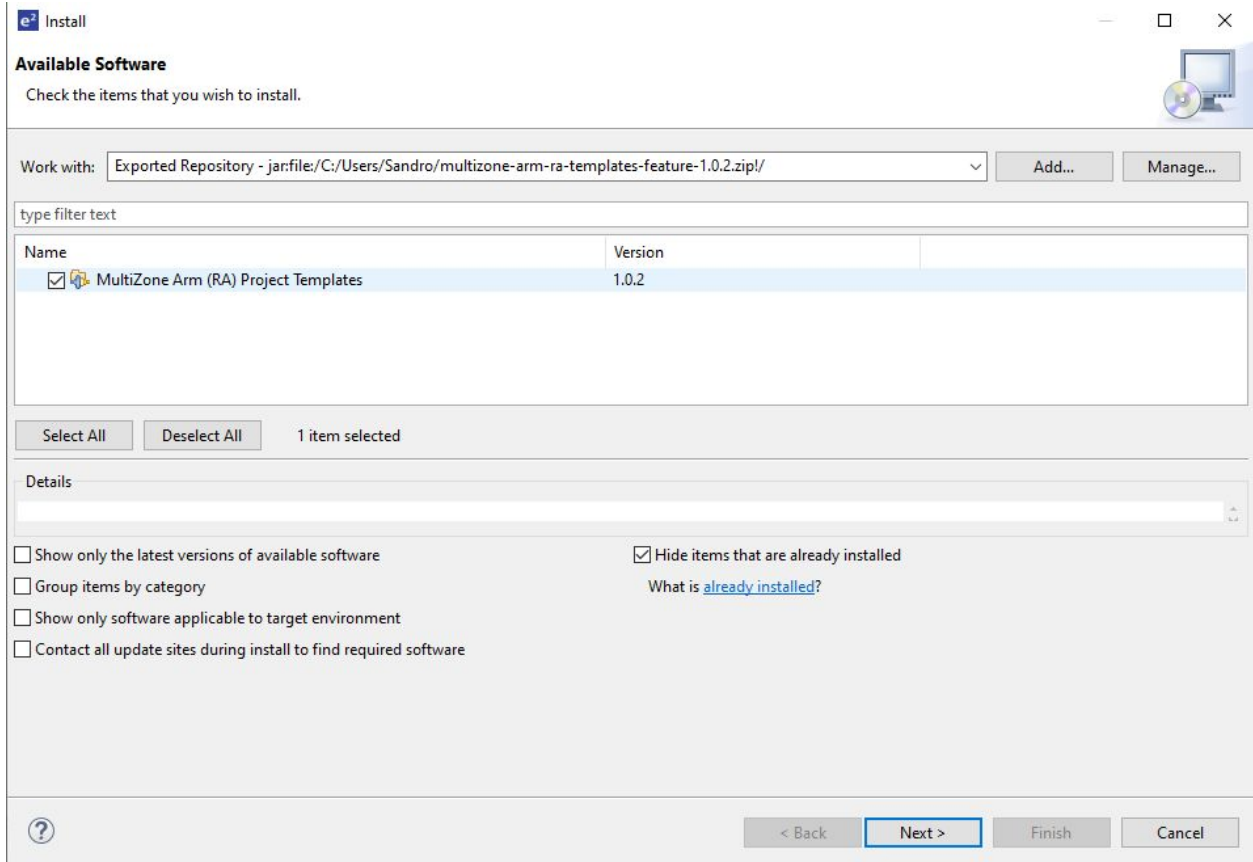 e² Install
Available Software
Check the items that you wish to install.
Work with: Exported Repository - jar:file:/C:/Users/Sandro/multizone-arm-ra-templates-feature-1.0.2.zip!/ Add... Manage...
type filter text
Name Version
MultiZone Arm (RA) Project Templates 1.0.2
Select All Deselect All 1 item selected
Details
Show only the latest versions of available software Hide items that are already installed
Group items by category What is already installed?
Show only software applicable to target environment
Contact all update sites during install to find required software
? < Back Next > Finish Cancel